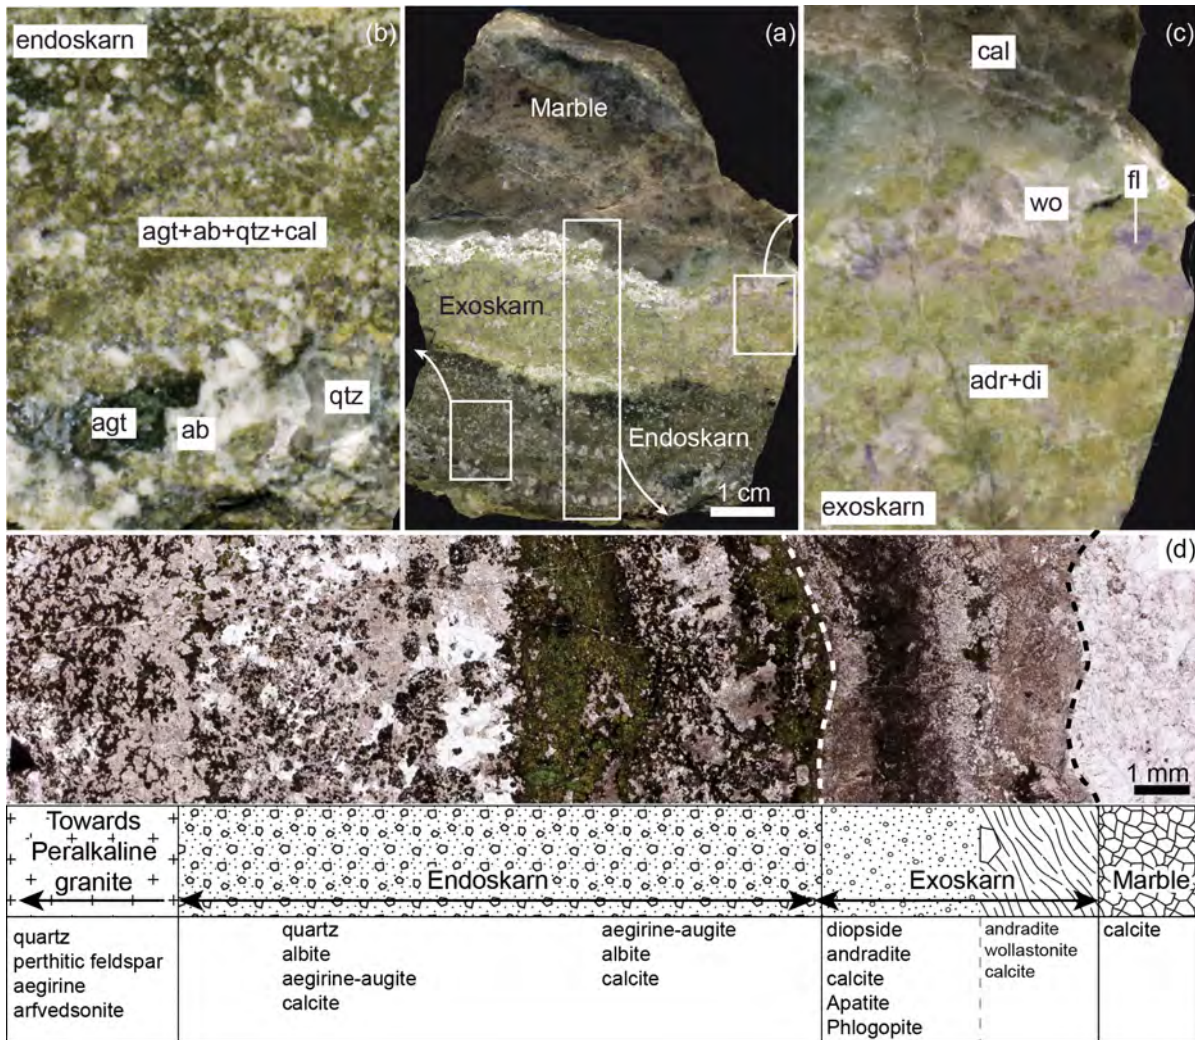 endoskarn
(b)
agt+ab+qtz+cal
agt
ab
qtz
(a)
Marble
Exoskarn
Endoskarn
1 cm
(c)
cal
wo
fl
adr+di
exoskarn
(d)
1 mm
Towards
Peralkaline
granite
Endoskarn
Exoskarn
Marble
quartz
perthitic feldspar
aegirine
arfvedsonite
quartz
albite
aegirine-augite
calcite
aegirine-augite
albite
calcite
diopside
andradite
calcite
Apatite
Phlogopite
andradite
wollastonite
calcite
calcite